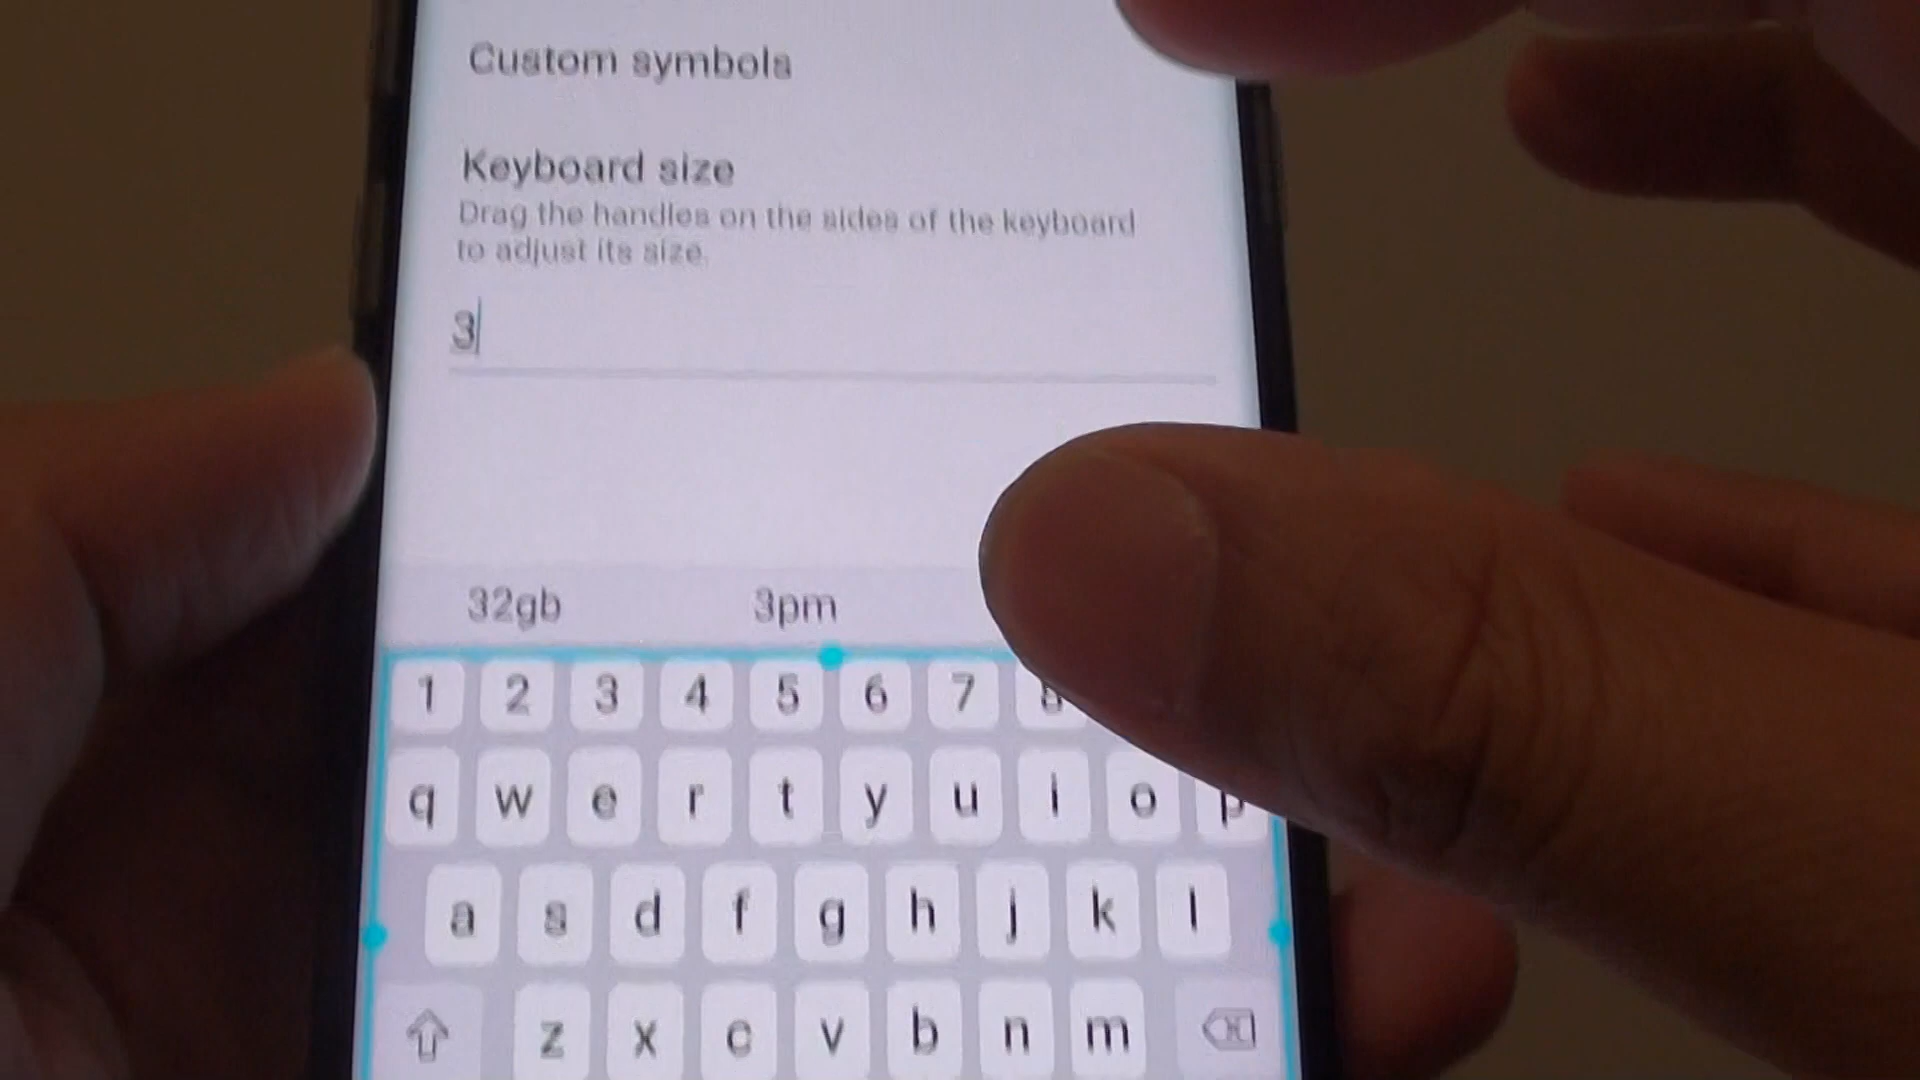 Custom symbols
Keyboard size
Drag the handles on the sides of the keyboard
to adjust its size.
3
32gb 3pm
1 2 3 4 5 6 7 8
q w e r t y u i o p
a s d f g h j k l
z x c v b n m